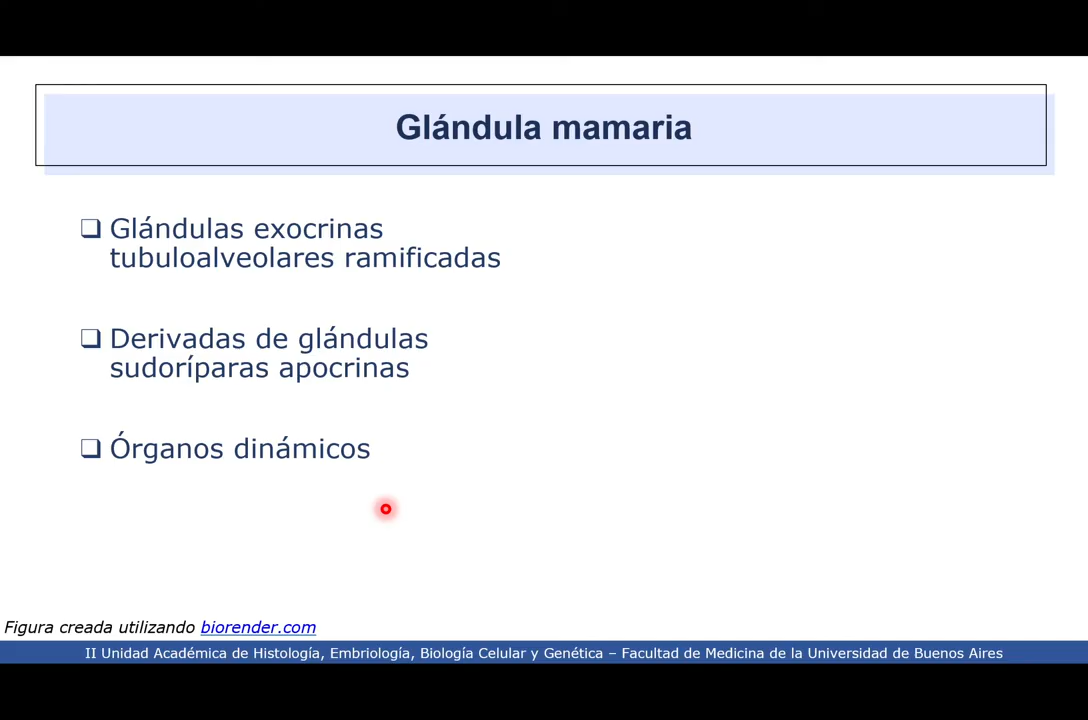 Glándula mamaria
❑ Glándulas exocrinas
tubuloalveolares ramificadas
❑ Derivadas de glándulas
sudoríparas apocrinas
❑ Órganos dinámicos
Figura creada utilizando biorender.com
II Unidad Académica de Histología, Embriología, Biología Celular y Genética – Facultad de Medicina de la Universidad de Buenos Aires